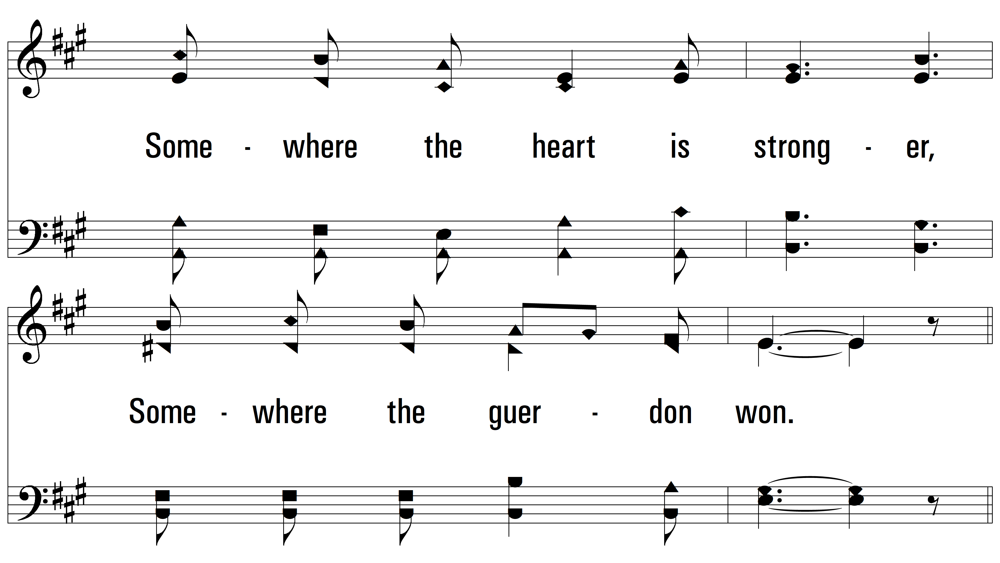 Some - where the heart is strong - er,
Some - where the guer - don won.